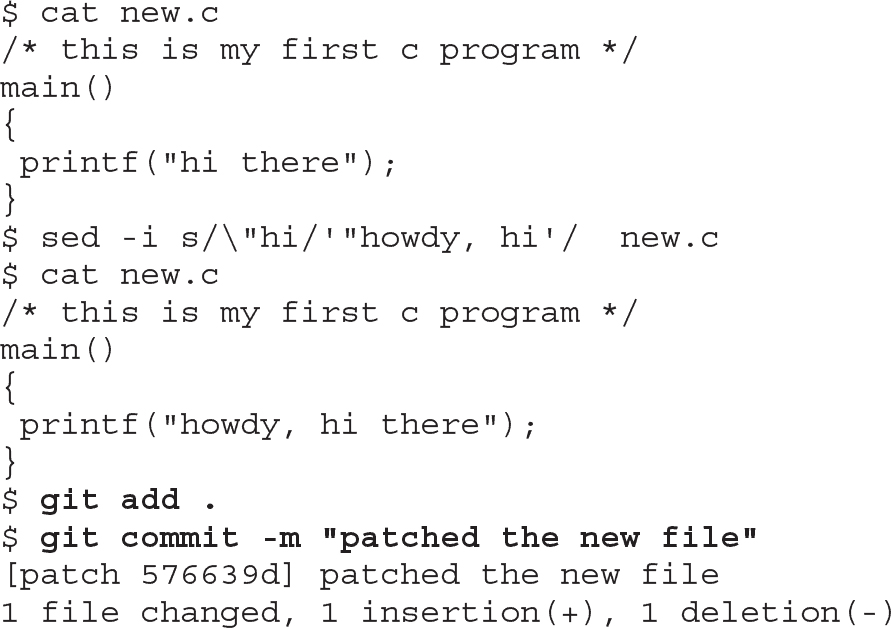 $ cat new.c
/* this is my first c program */
main()
{
 printf("hi there");
}
$ sed -i s/\"hi/'"howdy, hi'/  new.c
$ cat new.c
/* this is my first c program */
main()
{
 printf("howdy, hi there");
}
$ git add .
$ git commit -m "patched the new file"
[patch 576639d] patched the new file
1 file changed, 1 insertion(+), 1 deletion(-)